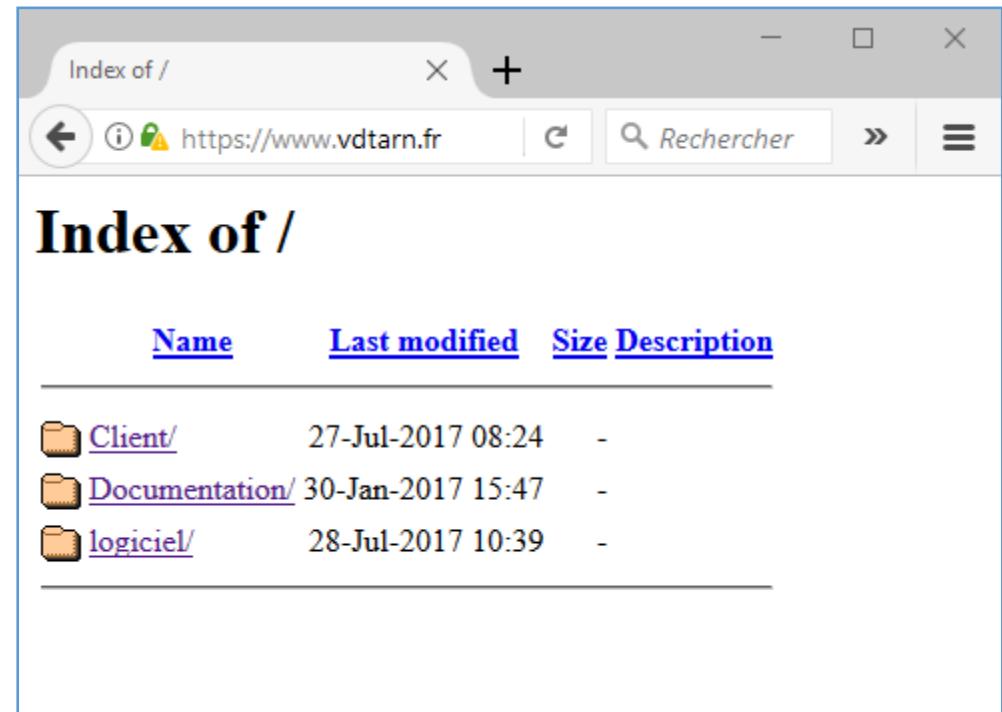 Index of /
https://www.vdtarn.fr Rechercher
Index of /
Name Last modified Size Description
Client/ 27-Jul-2017 08:24 -
Documentation/ 30-Jan-2017 15:47 -
logiciel/ 28-Jul-2017 10:39 -